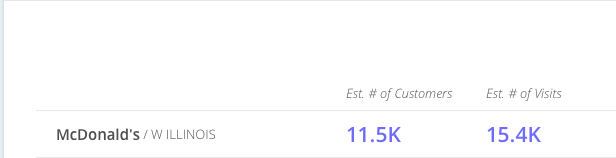 Est. # of Customers Est. # of Visits
McDonald's / W ILLINOIS 11.5K 15.4K